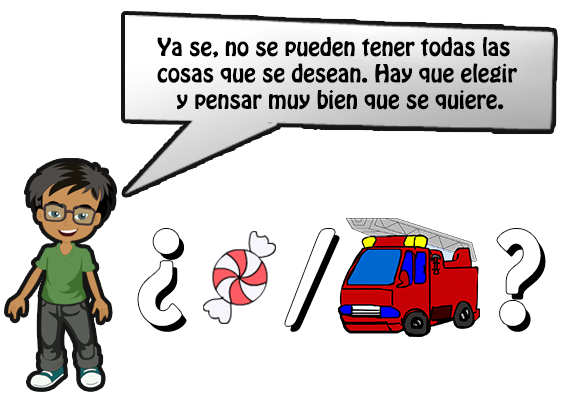 Ya se, no se pueden tener todas las
cosas que se desean. Hay que elegir
y pensar muy bien que se quiere.
¿ / ?